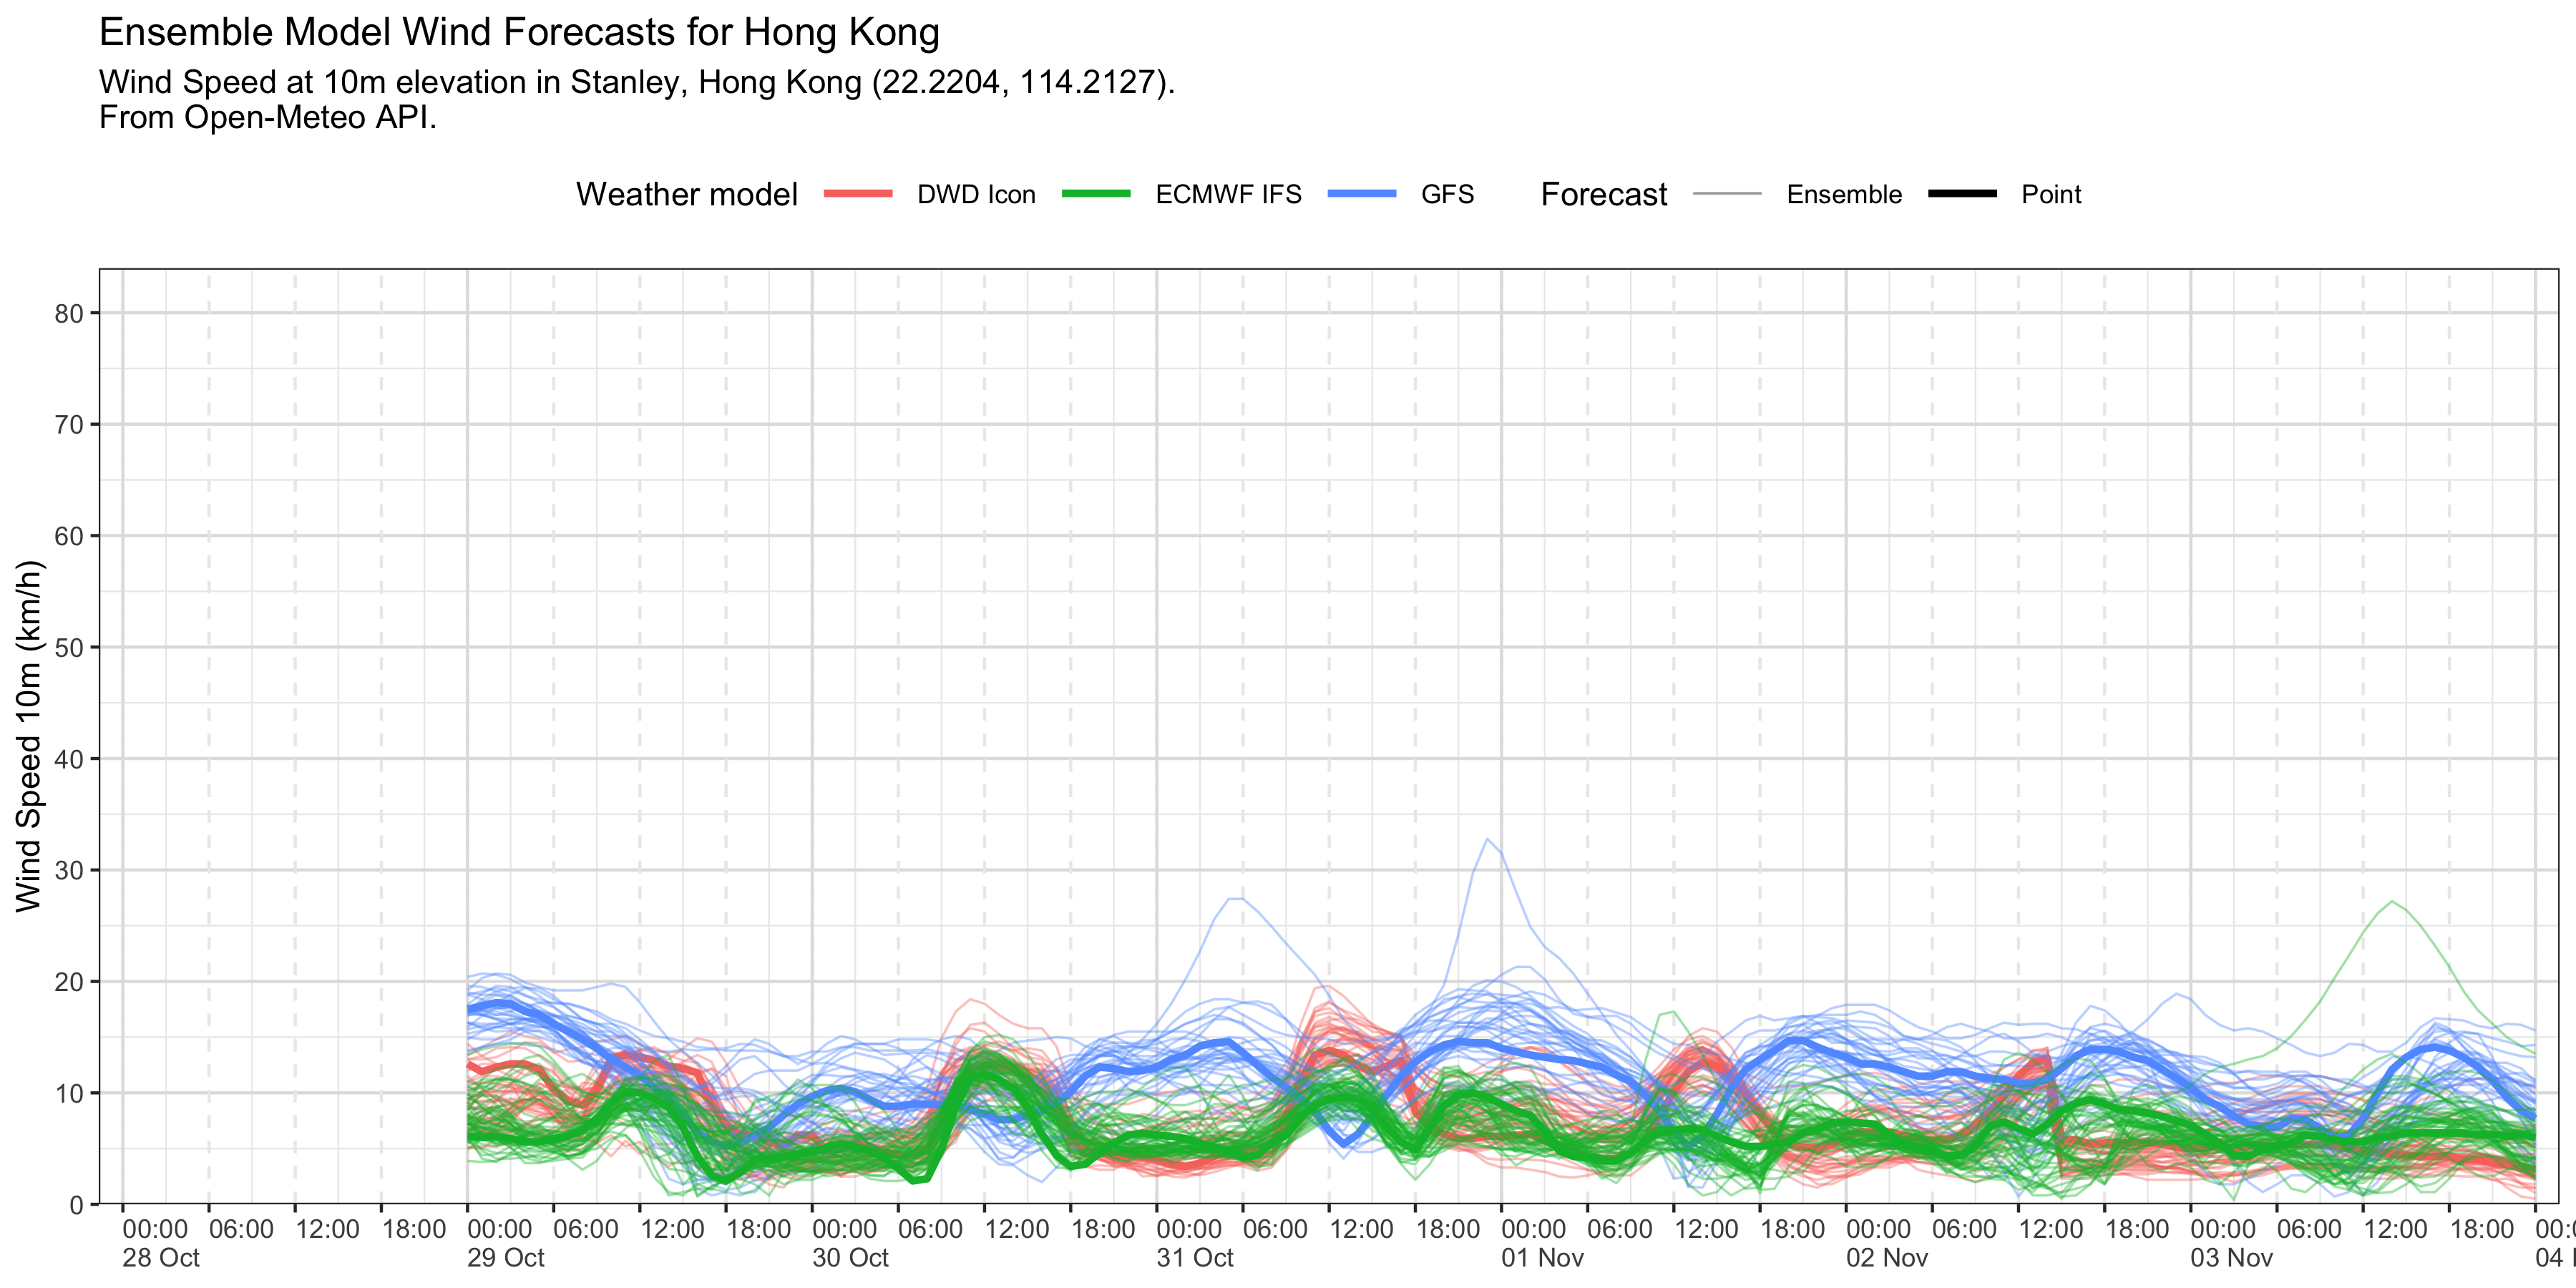 Ensemble Model Wind Forecasts for Hong Kong
Wind Speed at 10m elevation in Stanley, Hong Kong (22.2204, 114.2127).
From Open-Meteo API.
Weather model DWD Icon ECMWF IFS GFS Forecast Ensemble Point
Wind Speed 10m (km/h)
80
70
60
50
40
30
20
10
0
00:00 06:00 12:00 18:00 00:00 06:00 12:00 18:00 00:00 06:00 12:00 18:00 00:00 06:00 12:00 18:00 00:00 06:00 12:00 18:00 00:00 06:00 12:00 18:00 00:00 06:00 12:00 18:00
28 Oct 29 Oct 30 Oct 31 Oct 01 Nov 02 Nov 03 Nov 04